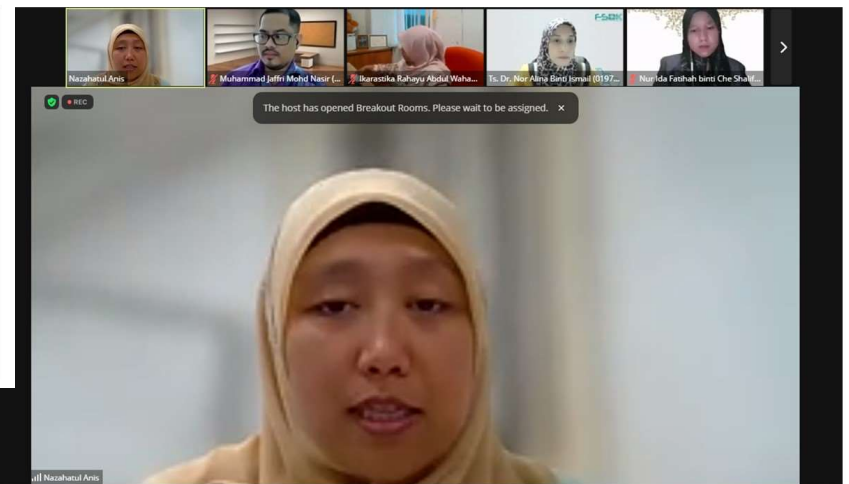 F-SBK
Nazahatul Anis
Muhammad Jaffri Mohd Nasir (...
Ikarastika Rahayu Abdul Waha...
Ts. Dr. Nor Alina Binti Ismail (0197...
Nur Ida Fatihah binti Che Shalif...
REC
The host has opened Breakout Rooms. Please wait to be assigned.
Nazahatul Anis